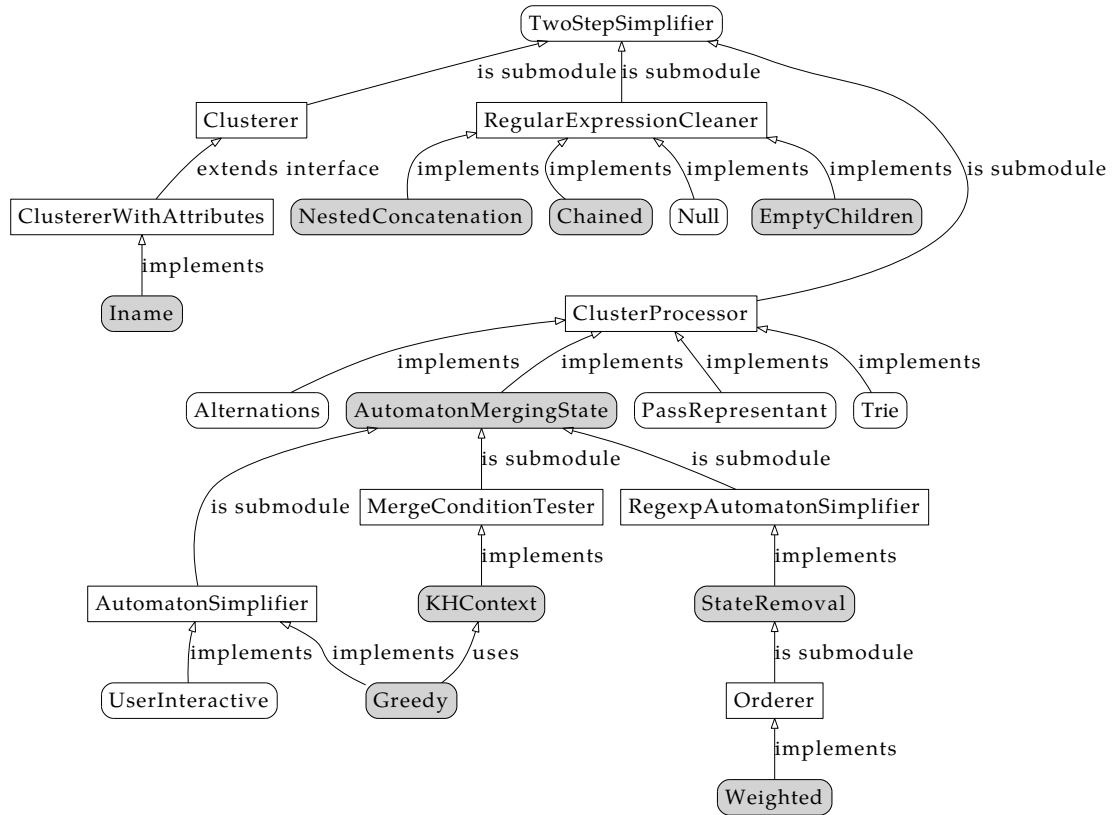 TwoStepSimplifier
is submodule is submodule
Clusterer RegularExpressionCleaner
extends interface implements implements implements implements is submodule
ClustererWithAttributes NestedConcatenation Chained Null EmptyChildren
implements
Iname ClusterProcessor
implements implements implements implements
Alternations AutomatonMergingState PassRepresentant Trie
is submodule is submodule is submodule
MergeConditionTester RegexpAutomatonSimplifier
implements implements
AutomatonSimplifier KHContext StateRemoval
implements implements uses is submodule
UserInteractive Greedy Orderer
implements
Weighted